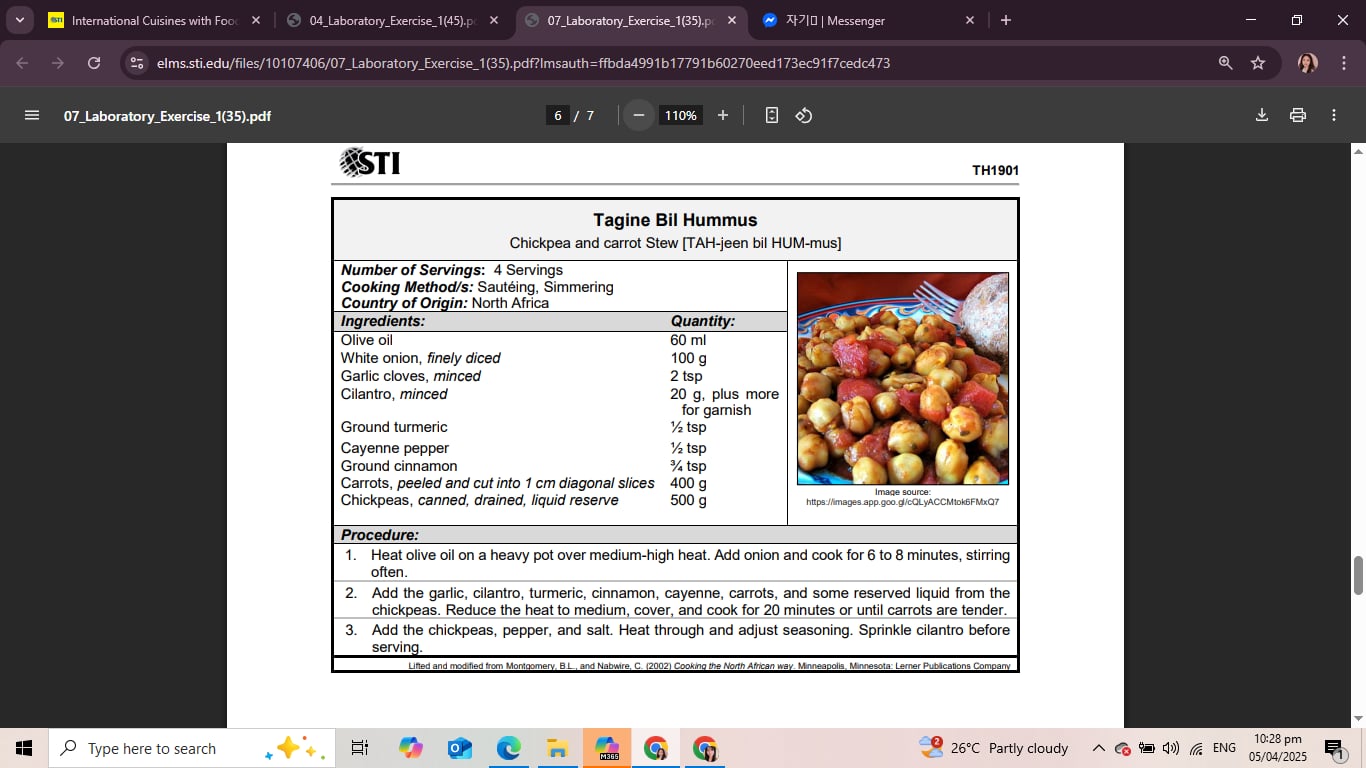 International Cuisines with Food
04_Laboratory_Exercise_1(45).p
07_Laboratory_Exercise_1(35).p
자기 | Messenger
elms.sti.edu/files/10107406/07_Laboratory_Exercise_1(35).pdf?lmsauth=ffbda4991b17791b60270eed173ec91f7cedc473
07_Laboratory_Exercise_1(35).pdf
6 / 7
110%
STI
TH1901
Tagine Bil Hummus
Chickpea and carrot Stew [TAH-jeen bil HUM-mus]
Number of Servings: 4 Servings
Cooking Method/s: Sautéing, Simmering
Country of Origin: North Africa
Ingredients: Quantity:
Olive oil 60 ml
White onion, finely diced 100 g
Garlic cloves, minced 2 tsp
Cilantro, minced 20 g, plus more
for garnish
Ground turmeric ½ tsp
Cayenne pepper ½ tsp
Ground cinnamon ¾ tsp
Carrots, peeled and cut into 1 cm diagonal slices 400 g
Chickpeas, canned, drained, liquid reserve 500 g
Image source:
https://images.app.goo.gl/cQLyACCMtok6FMxQ7
Procedure:
1. Heat olive oil on a heavy pot over medium-high heat. Add onion and cook for 6 to 8 minutes, stirring
often.
2. Add the garlic, cilantro, turmeric, cinnamon, cayenne, carrots, and some reserved liquid from the
chickpeas. Reduce the heat to medium, cover, and cook for 20 minutes or until carrots are tender.
3. Add the chickpeas, pepper, and salt. Heat through and adjust seasoning. Sprinkle cilantro before
serving.
Lifted and modified from Montgomery, B.L., and Nabwire, C. (2002) Cooking the North African way. Minneapolis, Minnesota: Lerner Publications Company
Type here to search
M365
2
26°C Partly cloudy
ENG
10:28 pm
05/04/2025
1